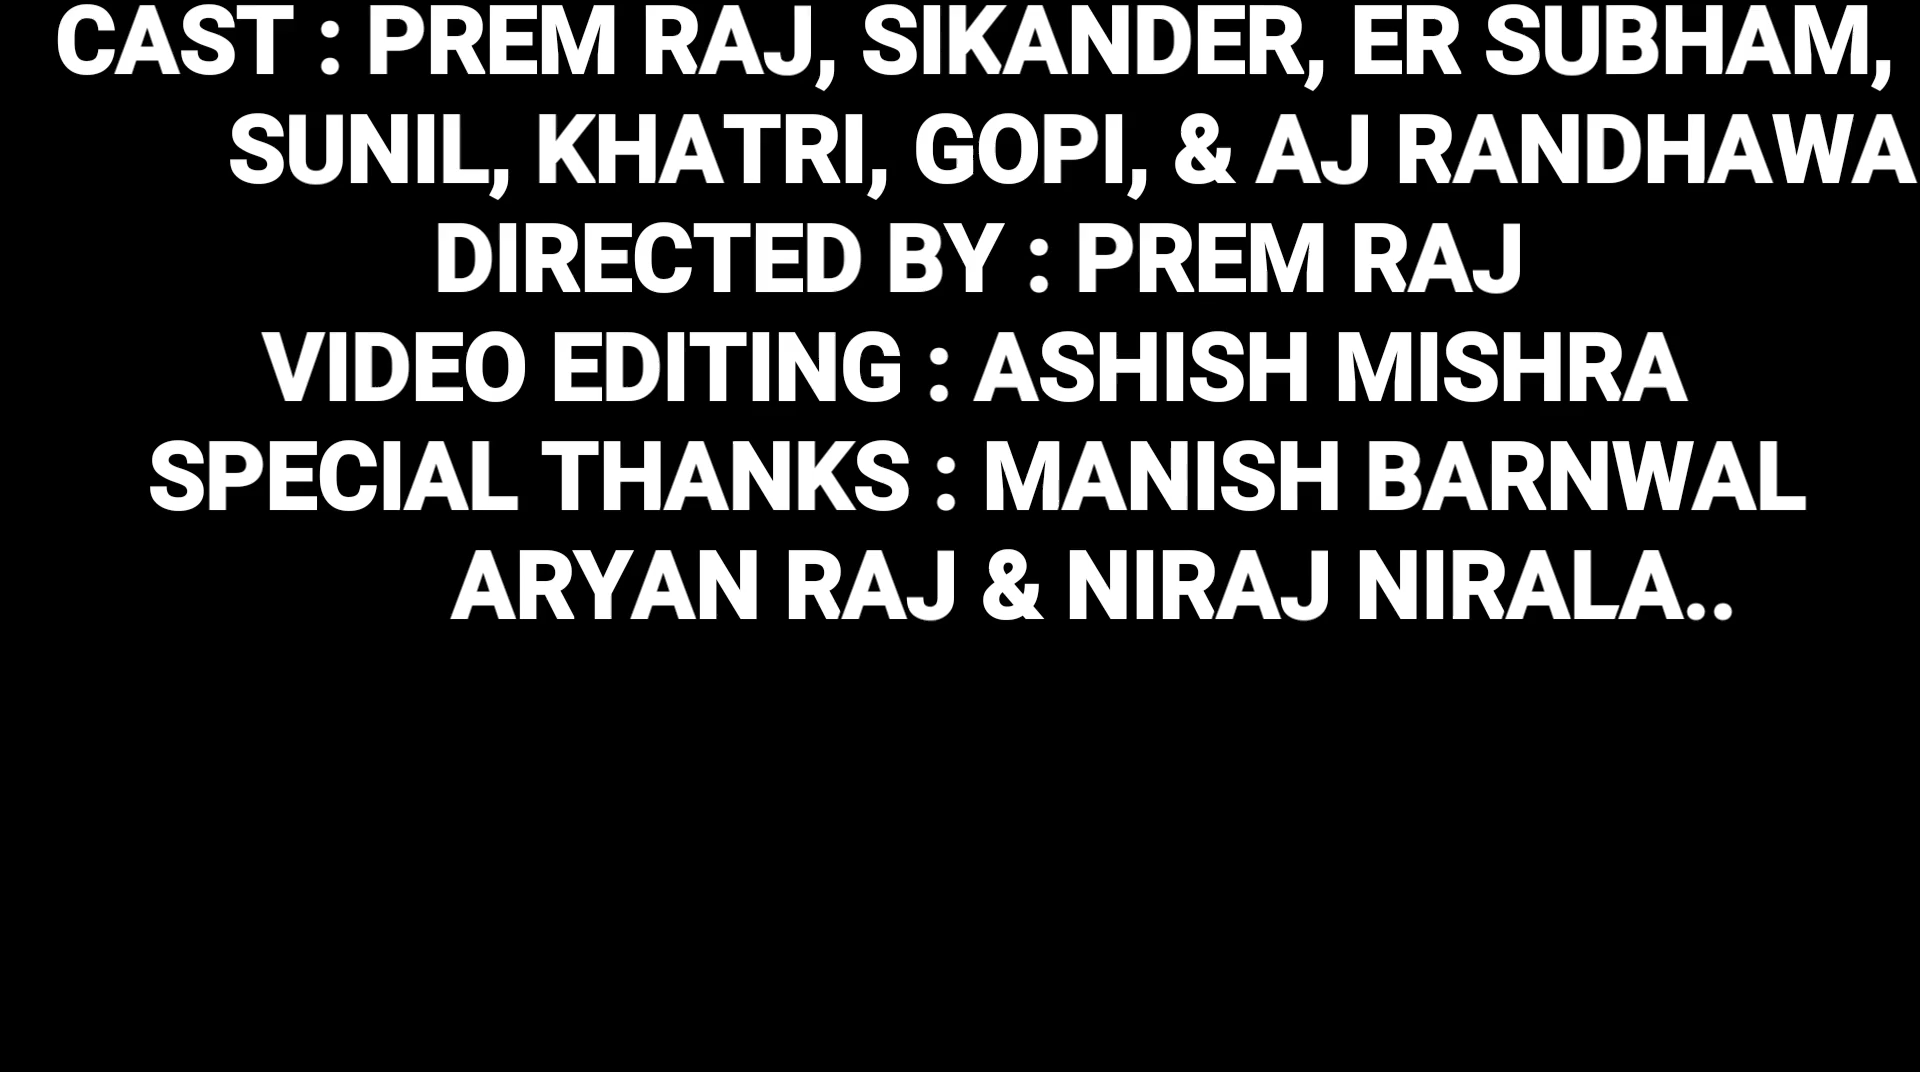 CAST : PREM RAJ, SIKANDER, ER SUBHAM,
SUNIL, KHATRI, GOPI, & AJ RANDHAWA
DIRECTED BY : PREM RAJ
VIDEO EDITING : ASHISH MISHRA
SPECIAL THANKS : MANISH BARNWAL
ARYAN RAJ & NIRAJ NIRALA..